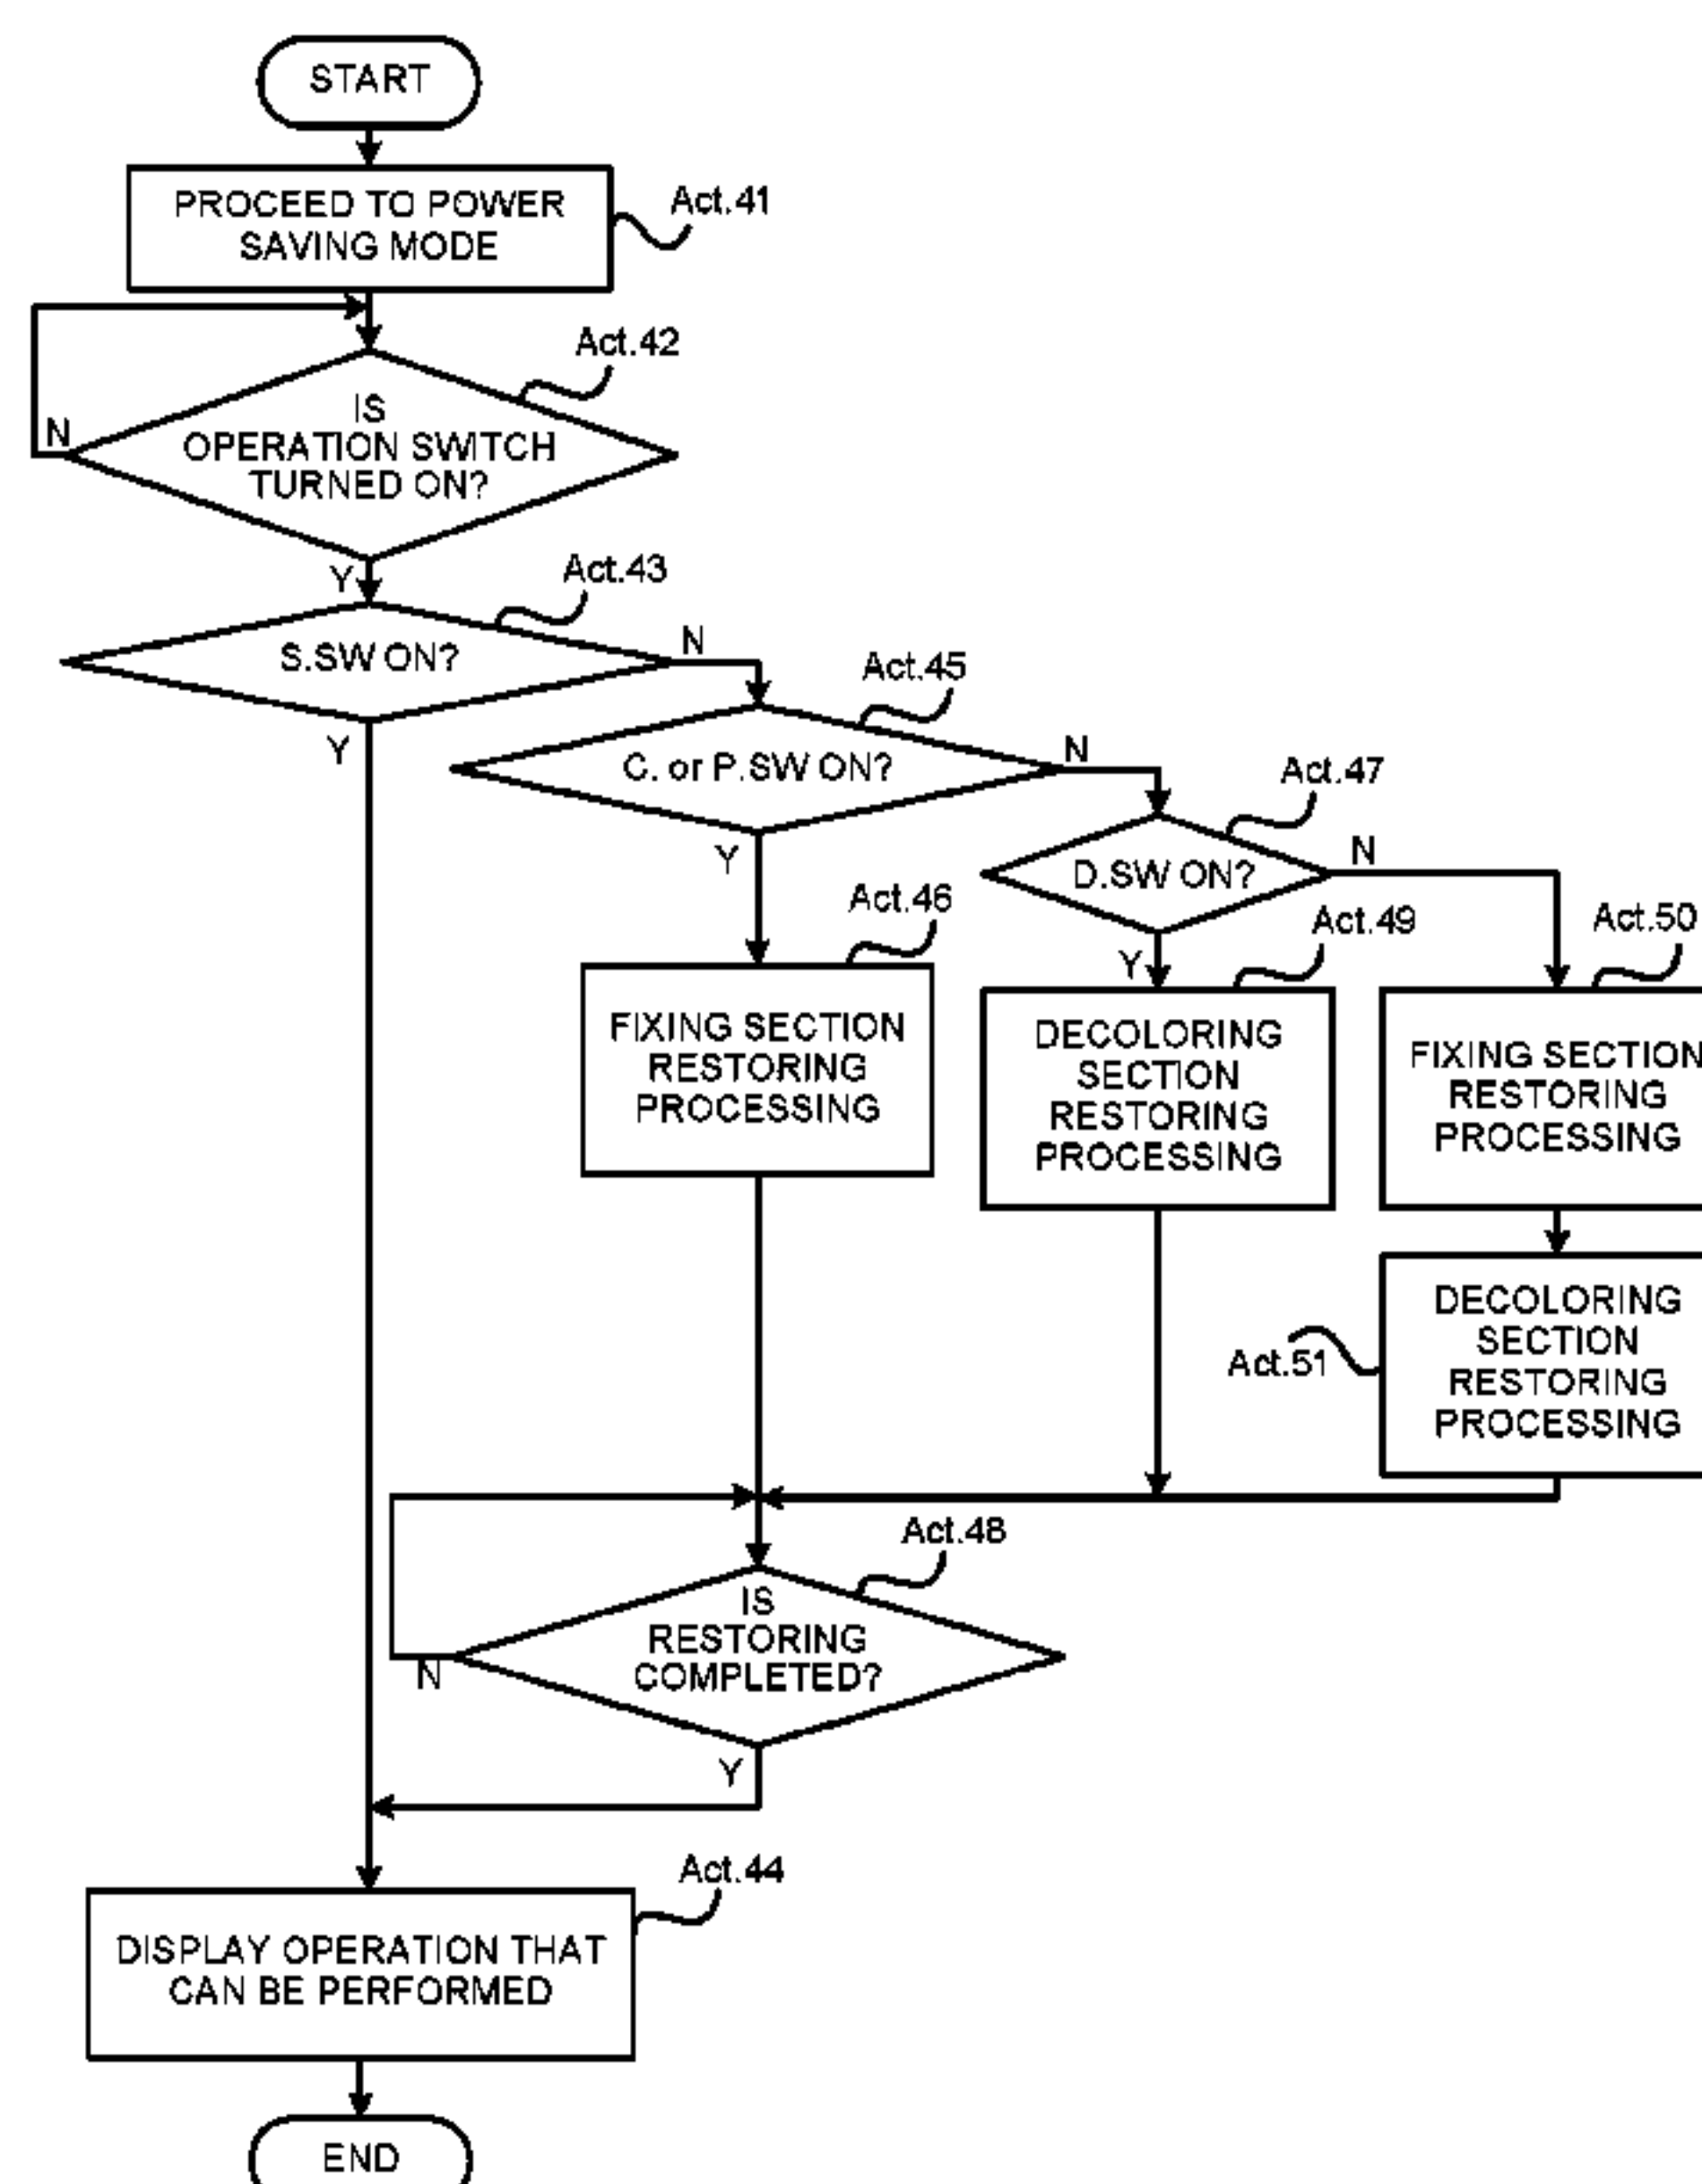 START
PROCEED TO POWER
SAVING MODE
Act.41
Act.42
IS
OPERATION SWITCH
TURNED ON?
N
Y
Act.43
S.SW ON?
N
Y
Act.45
C. or P.SW ON?
N
Y
Act.47
D.SW ON?
N
Y
Act.46
FIXING SECTION
RESTORING
PROCESSING
Act.49
DECOLORING
SECTION
RESTORING
PROCESSING
Act.50
FIXING SECTION
RESTORING
PROCESSING
Act.51
DECOLORING
SECTION
RESTORING
PROCESSING
Act.48
IS
RESTORING
COMPLETED?
N
Y
Act.44
DISPLAY OPERATION THAT
CAN BE PERFORMED
END